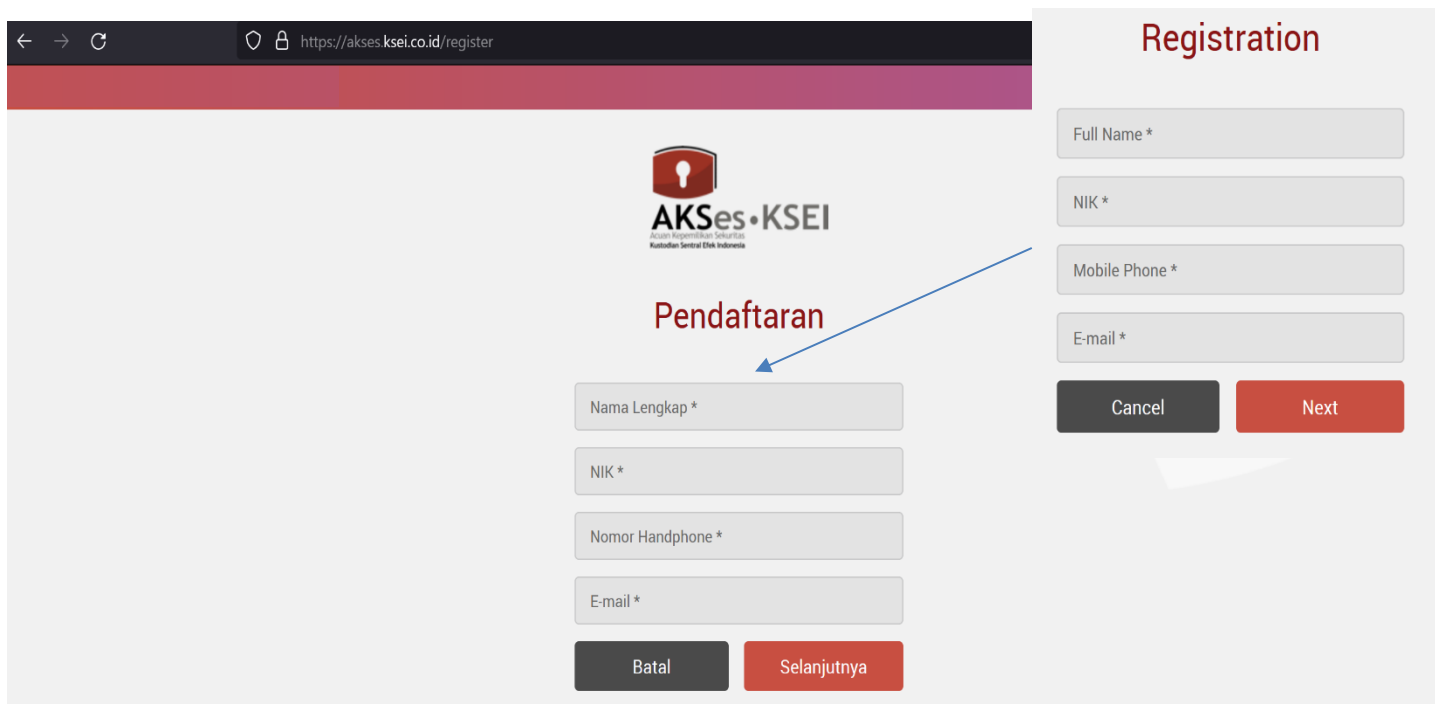 https://akses.ksei.co.id/register
AKSes•KSEI
Acuan Kepemilikan Sekuritas
Kustodian Sentral Efek Indonesia
Pendaftaran
Nama Lengkap *
NIK *
Nomor Handphone *
E-mail *
Batal
Selanjutnya
Registration
Full Name *
NIK *
Mobile Phone *
E-mail *
Cancel
Next